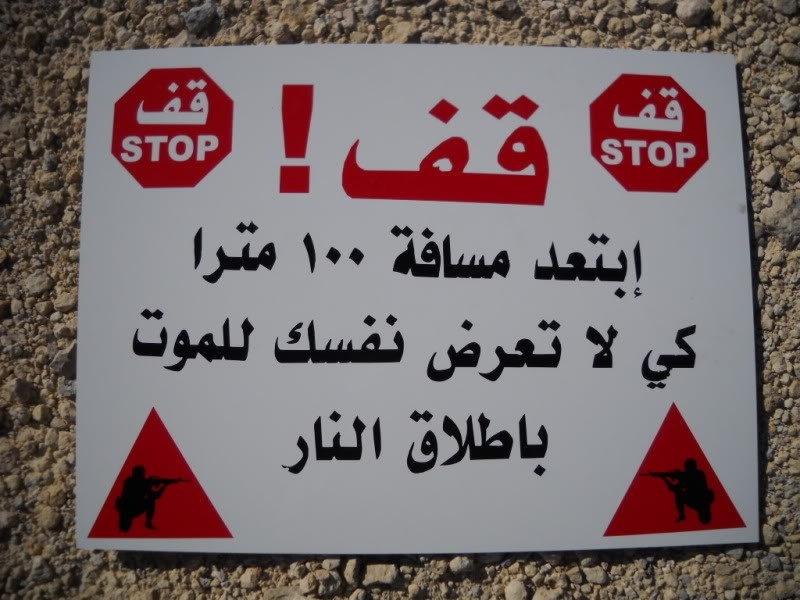 قف
STOP
قف !
قف
STOP
إبتعد مسافة ١٠٠ مترا
كي لا تعرض نفسك للموت
باطلاق النار